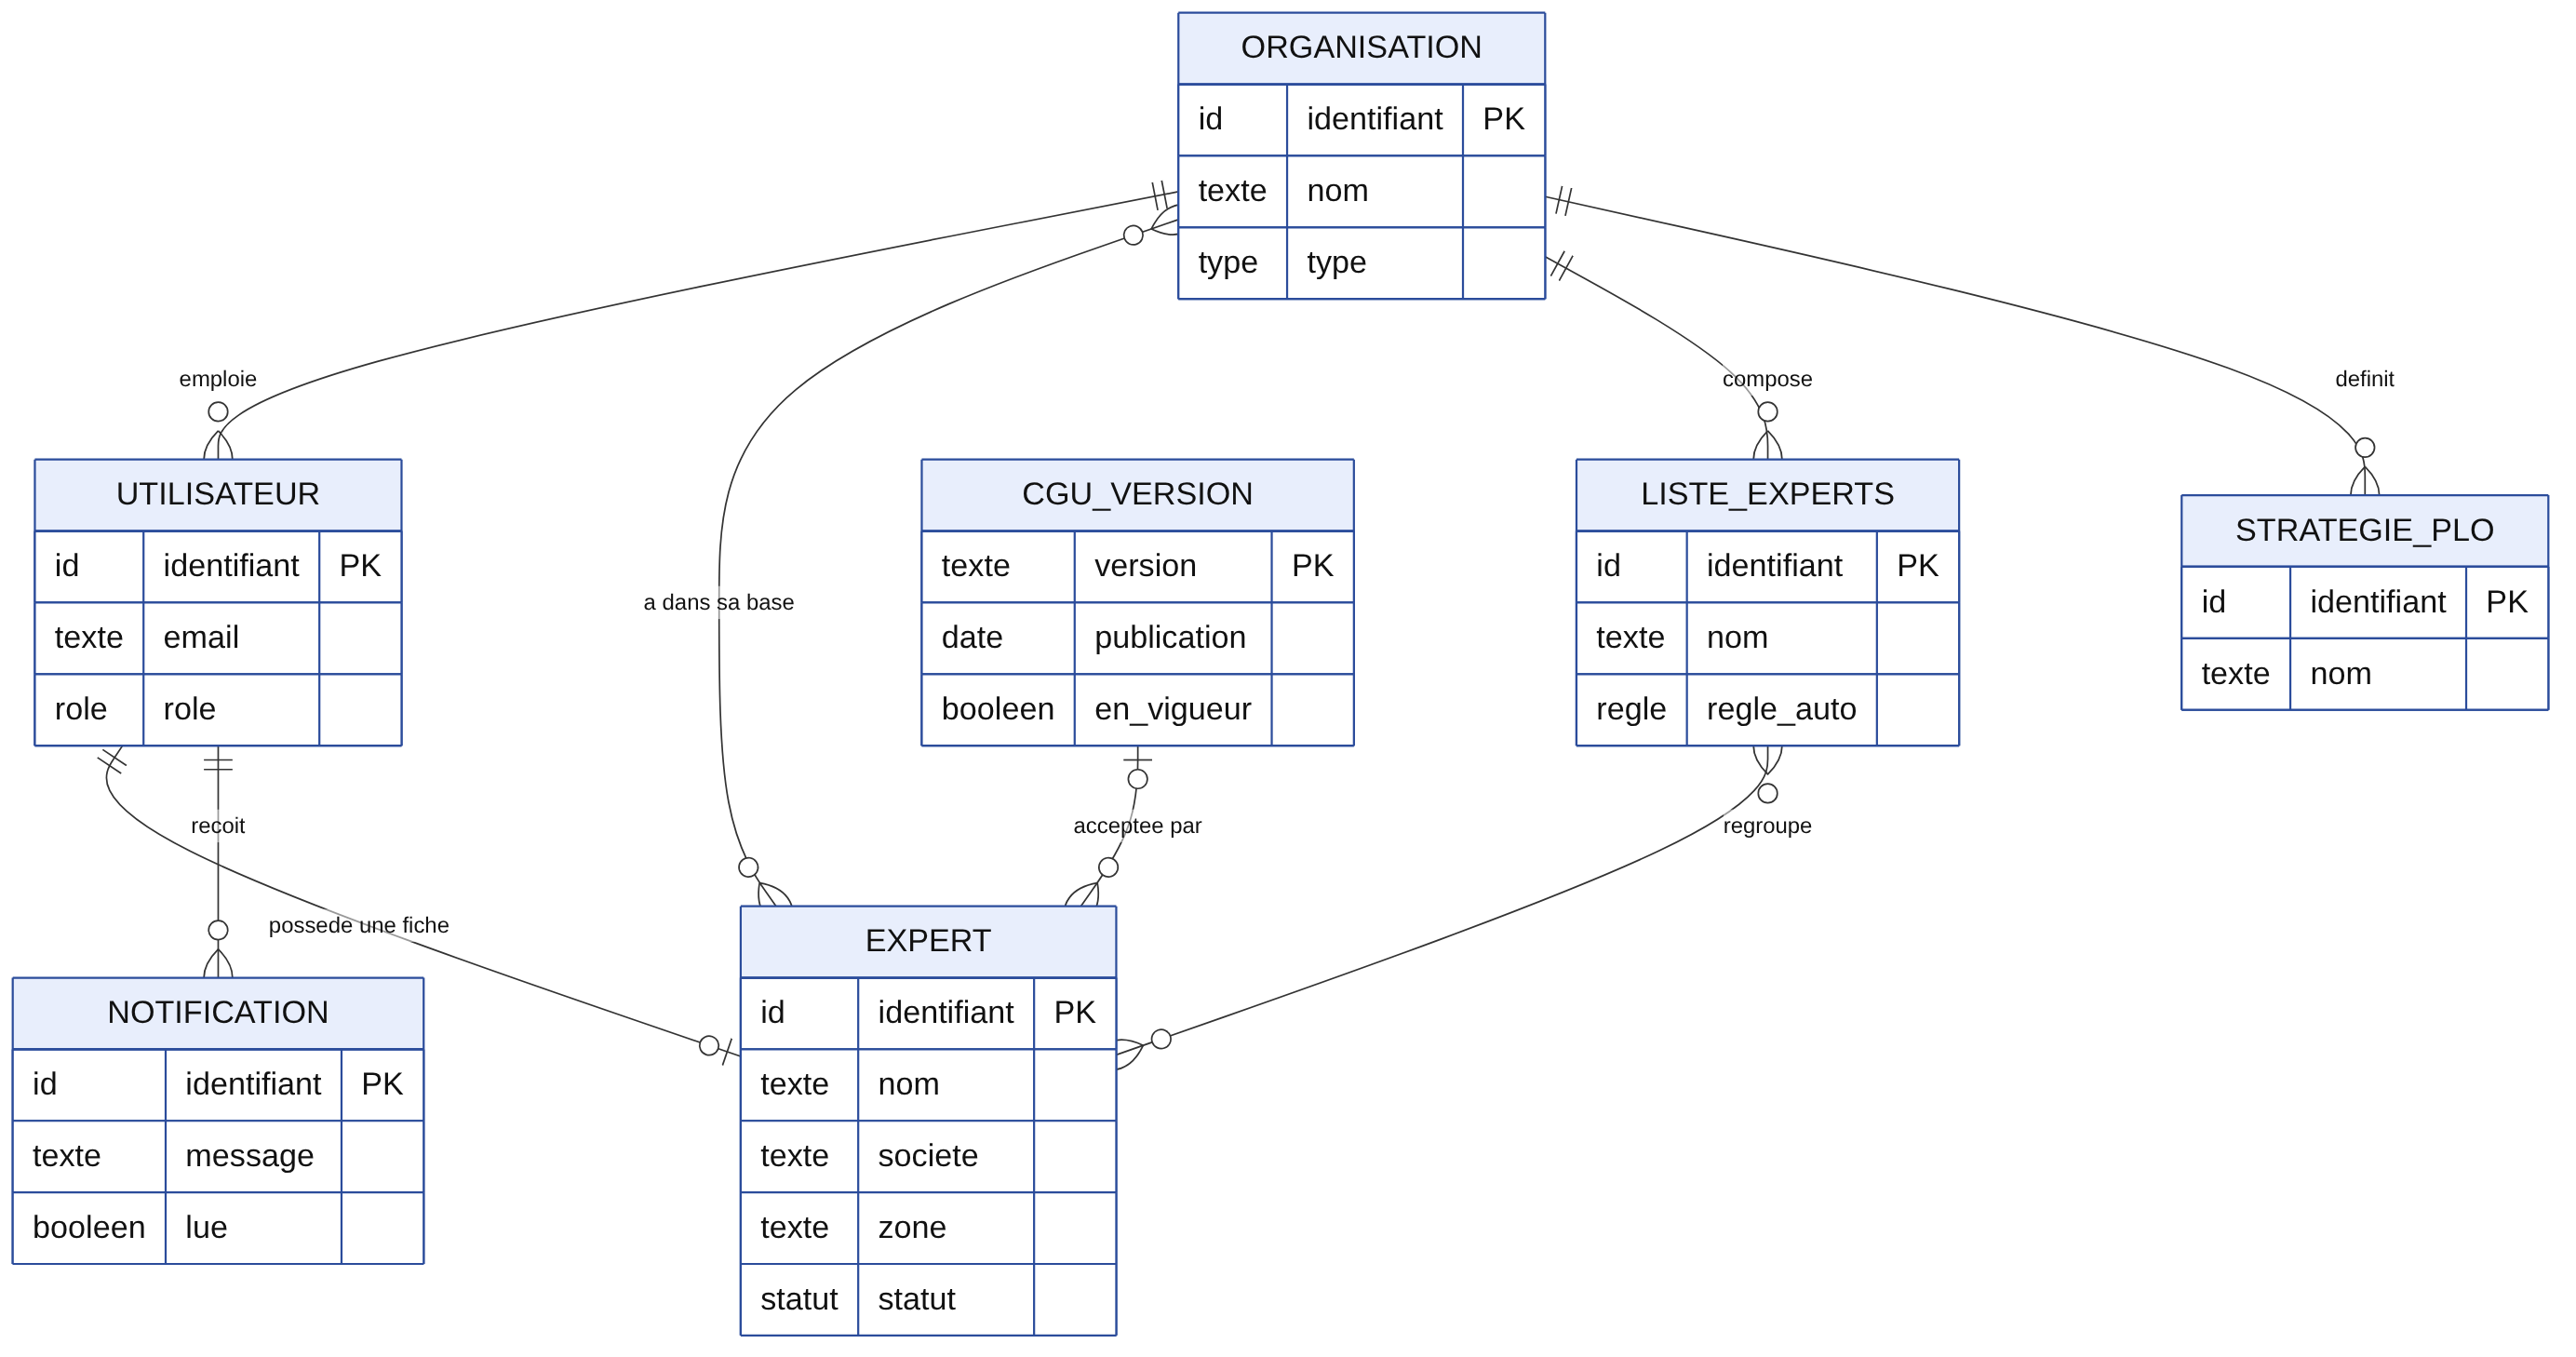 ORGANISATION
id identifiant PK
texte nom
type type
emploie
compose
definit
UTILISATEUR
id identifiant PK
texte email
role role
a dans sa base
CGU_VERSION
texte version PK
date publication
booleen en_vigueur
LISTE_EXPERTS
id identifiant PK
texte nom
regle regle_auto
STRATEGIE_PLO
id identifiant PK
texte nom
recoit
acceptee par
regroupe
possede une fiche
NOTIFICATION
id identifiant PK
texte message
booleen lue
EXPERT
id identifiant PK
texte nom
texte societe
texte zone
statut statut